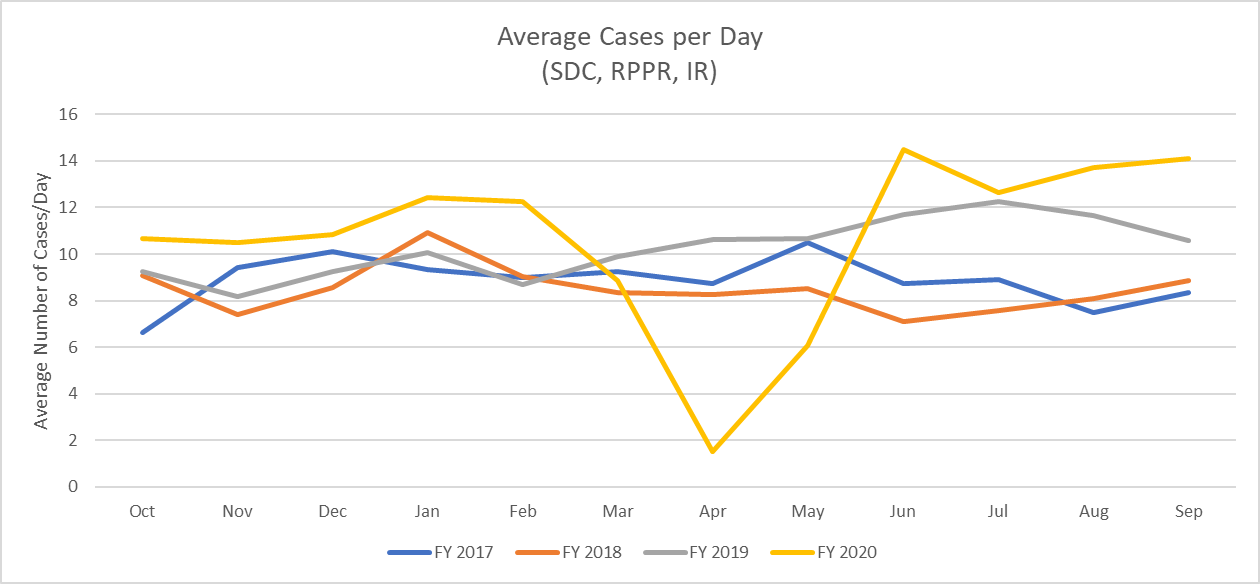 Average Cases per Day
(SDC, RPPR, IR)
Average Number of Cases/Day
16
14
12
10
8
6
4
2
0
Oct Nov Dec Jan Feb Mar Apr May Jun Jul Aug Sep
FY 2017 FY 2018 FY 2019 FY 2020